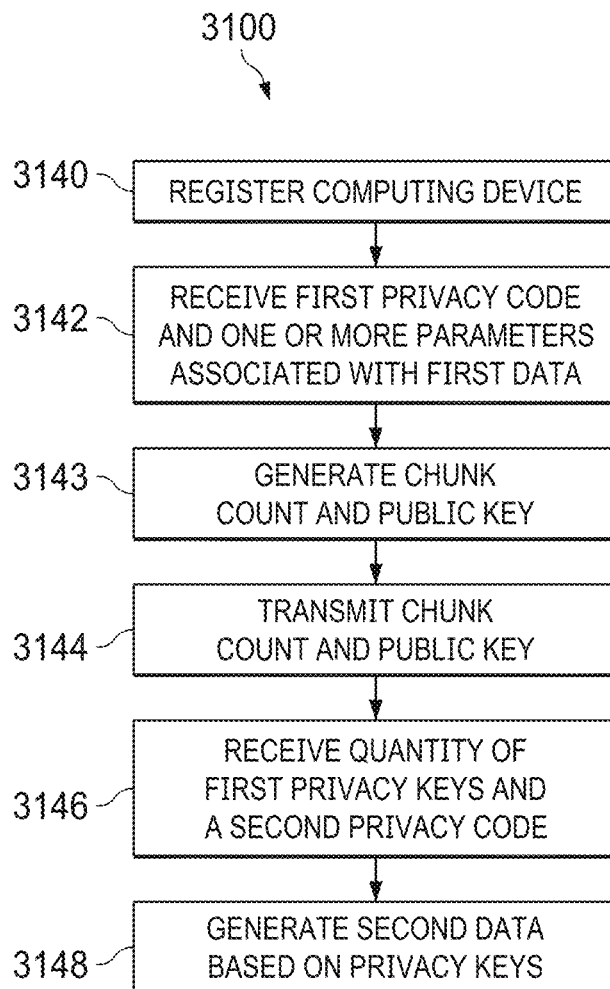 3100
3140
REGISTER COMPUTING DEVICE
3142
RECEIVE FIRST PRIVACY CODE
AND ONE OR MORE PARAMETERS
ASSOCIATED WITH FIRST DATA
3143
GENERATE CHUNK
COUNT AND PUBLIC KEY
3144
TRANSMIT CHUNK
COUNT AND PUBLIC KEY
3146
RECEIVE QUANTITY OF
FIRST PRIVACY KEYS AND
A SECOND PRIVACY CODE
3148
GENERATE SECOND DATA
BASED ON PRIVACY KEYS